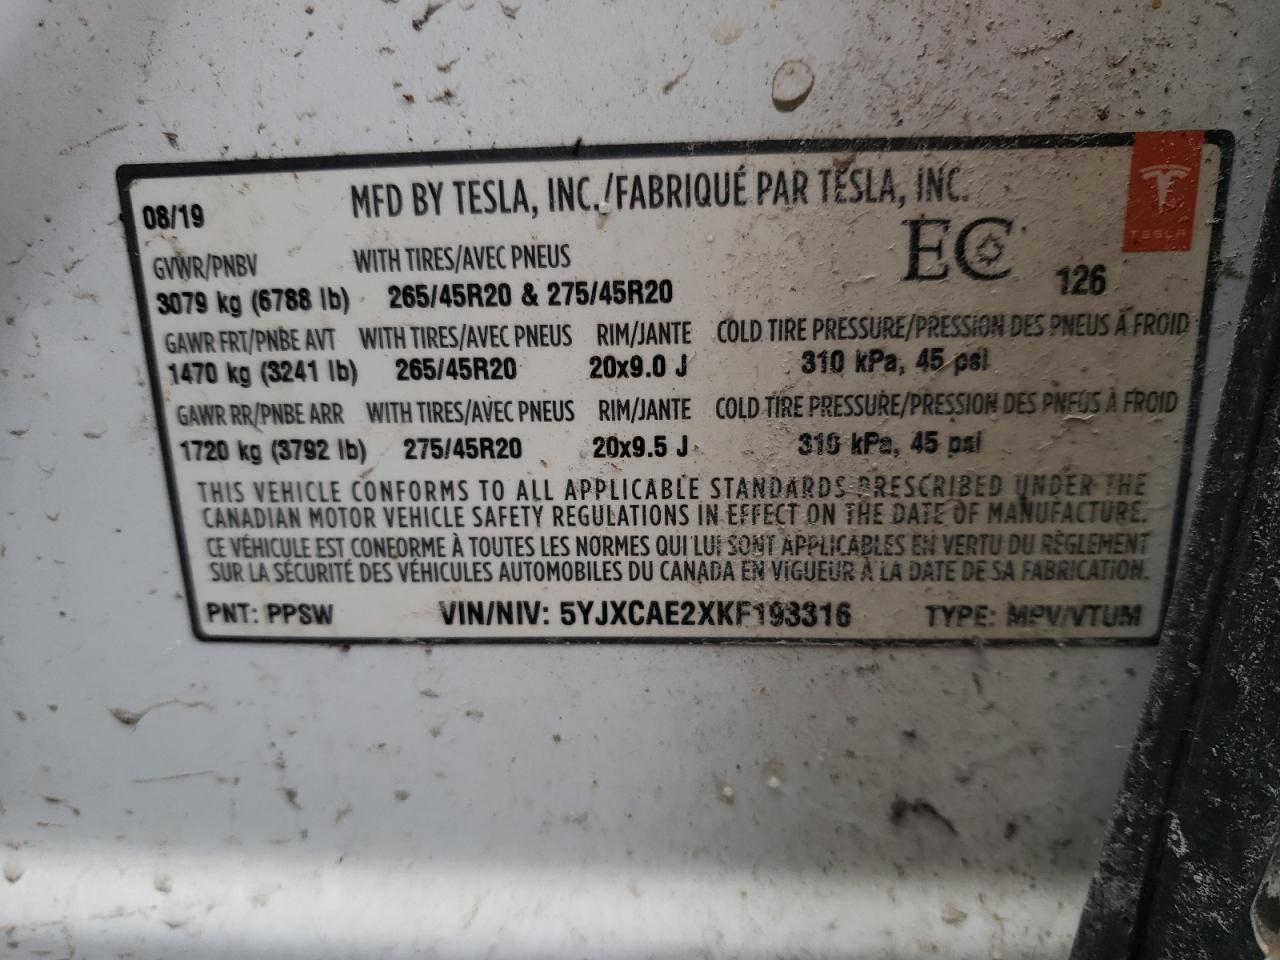 MFD BY TESLA, INC./FABRIQUÉ PAR TESLA, INC.
08/19
TESLA
EC
126
GVWR/PNBV WITH TIRES/AVEC PNEUS
3079 kg (6788 lb) 265/45R20 & 275/45R20
GAWR FRT/PNBE AVT WITH TIRES/AVEC PNEUS RIM/JANTE COLD TIRE PRESSURE/PRESSION DES PNEUS À FROID
1470 kg (3241 lb) 265/45R20 20x9.0 J 310 kPa, 45 psi
GAWR RR/PNBE ARR WITH TIRES/AVEC PNEUS RIM/JANTE COLD TIRE PRESSURE/PRESSION DES PNEUS À FROID
1720 kg (3792 lb) 275/45R20 20x9.5 J 310 kPa, 45 psi
THIS VEHICLE CONFORMS TO ALL APPLICABLE STANDARDS PRESCRIBED UNDER THE
CANADIAN MOTOR VEHICLE SAFETY REGULATIONS IN EFFECT ON THE DATE OF MANUFACTURE.
CE VÉHICULE EST CONFORME À TOUTES LES NORMES QUI LUI SONT APPLICABLES EN VERTU DU RÈGLEMENT
SUR LA SÉCURITÉ DES VÉHICULES AUTOMOBILES DU CANADA EN VIGUEUR À LA DATE DE SA FABRICATION.
PNT: PPSW VIN/NIV: 5YJXCAE2XKF193316 TYPE: MPV/VTUM